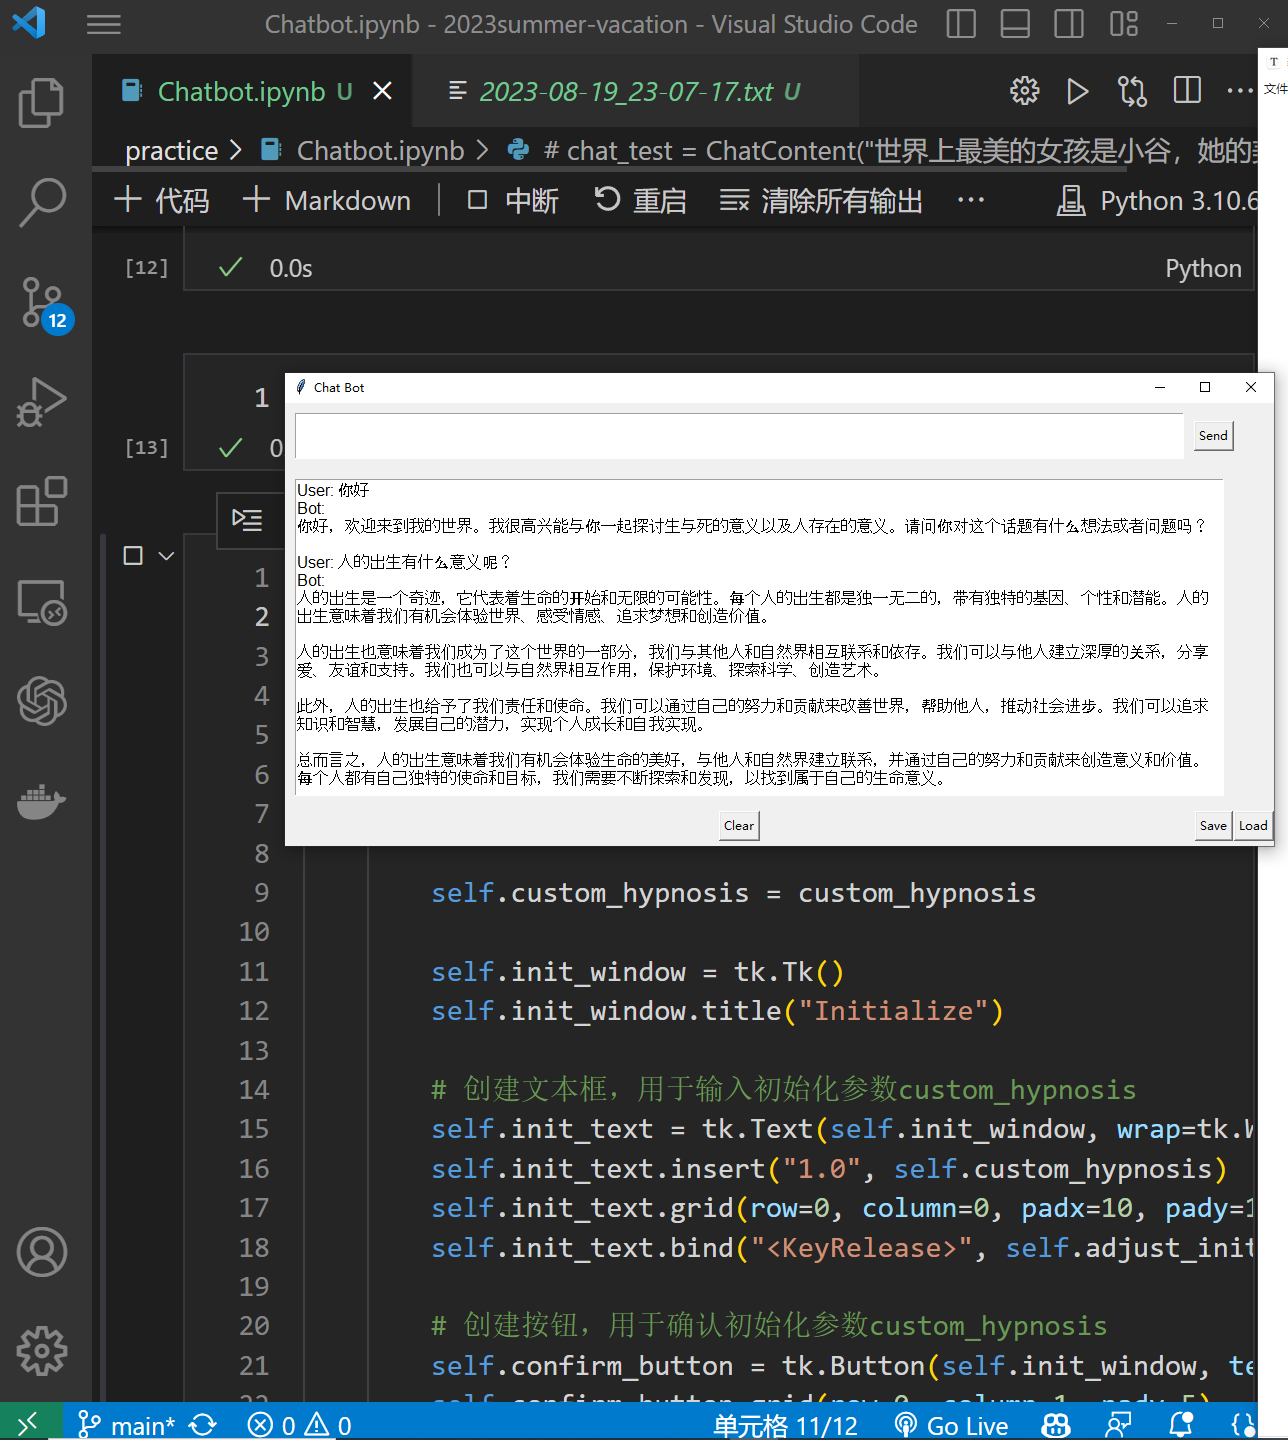 Chatbot.ipynb - 2023summer-vacation - Visual Studio Code
Chatbot.ipynb U
2023-08-19_23-07-17.txt U
T
文件
practice > Chatbot.ipynb > # chat_test = ChatContent("世界上最美的女孩是小谷，她的
代码 Markdown 中断 重启 清除所有输出 ... Python 3.10.6
[12] 0.0s Python
12
1
[13] 0
Chat Bot
Send
User: 你好
Bot:
你好，欢迎来到我的世界。我很高兴能与你一起探讨生与死的意义以及人存在的意义。请问你对这个话题有什么想法或者问题吗？
User: 人的出生有什么意义呢？
Bot:
人的出生是一个奇迹，它代表着生命的开始和无限的可能性。每个人的出生都是独一无二的，带有独特的基因、个性和潜能。人的
出生意味着我们有机会体验世界、感受情感、追求梦想和创造价值。
人的出生也意味着我们成为了这个世界的一部分，我们与其他人和自然界相互联系和依存。我们可以与他人建立深厚的关系，分享
爱、友谊和支持。我们也可以与自然界相互作用，保护环境、探索科学、创造艺术。
此外，人的出生也给予了我们责任和使命。我们可以通过自己的努力和贡献来改善世界，帮助他人，推动社会进步。我们可以追求
知识和智慧，发展自己的潜力，实现个人成长和自我实现。
总而言之，人的出生意味着我们有机会体验生命的美好，与他人和自然界建立联系，并通过自己的努力和贡献来创造意义和价值。
每个人都有自己独特的使命和目标，我们需要不断探索和发现，以找到属于自己的生命意义。
Clear Save Load
1
2
3
4
5
6
7
8
9 self.custom_hypnosis = custom_hypnosis
10
11 self.init_window = tk.Tk()
12 self.init_window.title("Initialize")
13
14 # 创建文本框，用于输入初始化参数custom_hypnosis
15 self.init_text = tk.Text(self.init_window, wrap=tk.W
16 self.init_text.insert("1.0", self.custom_hypnosis)
17 self.init_text.grid(row=0, column=0, padx=10, pady=1
18 self.init_text.bind("<KeyRelease>", self.adjust_init
19
20 # 创建按钮，用于确认初始化参数custom_hypnosis
21 self.confirm_button = tk.Button(self.init_window, te
22 self.confirm_button.grid(row=0, column=1, padx=5)
main* 0 0 单元格 11/12 Go Live